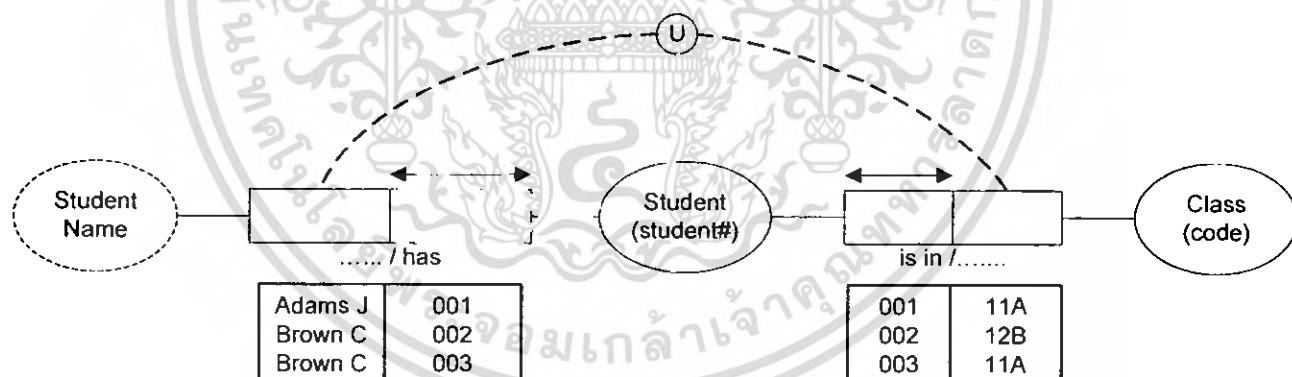 U
Student
Name
Student
(student#)
Class
(code)
...... / has
is in /.......
Adams J 001
Brown C 002
Brown C 003
001 11A
002 12B
003 11A